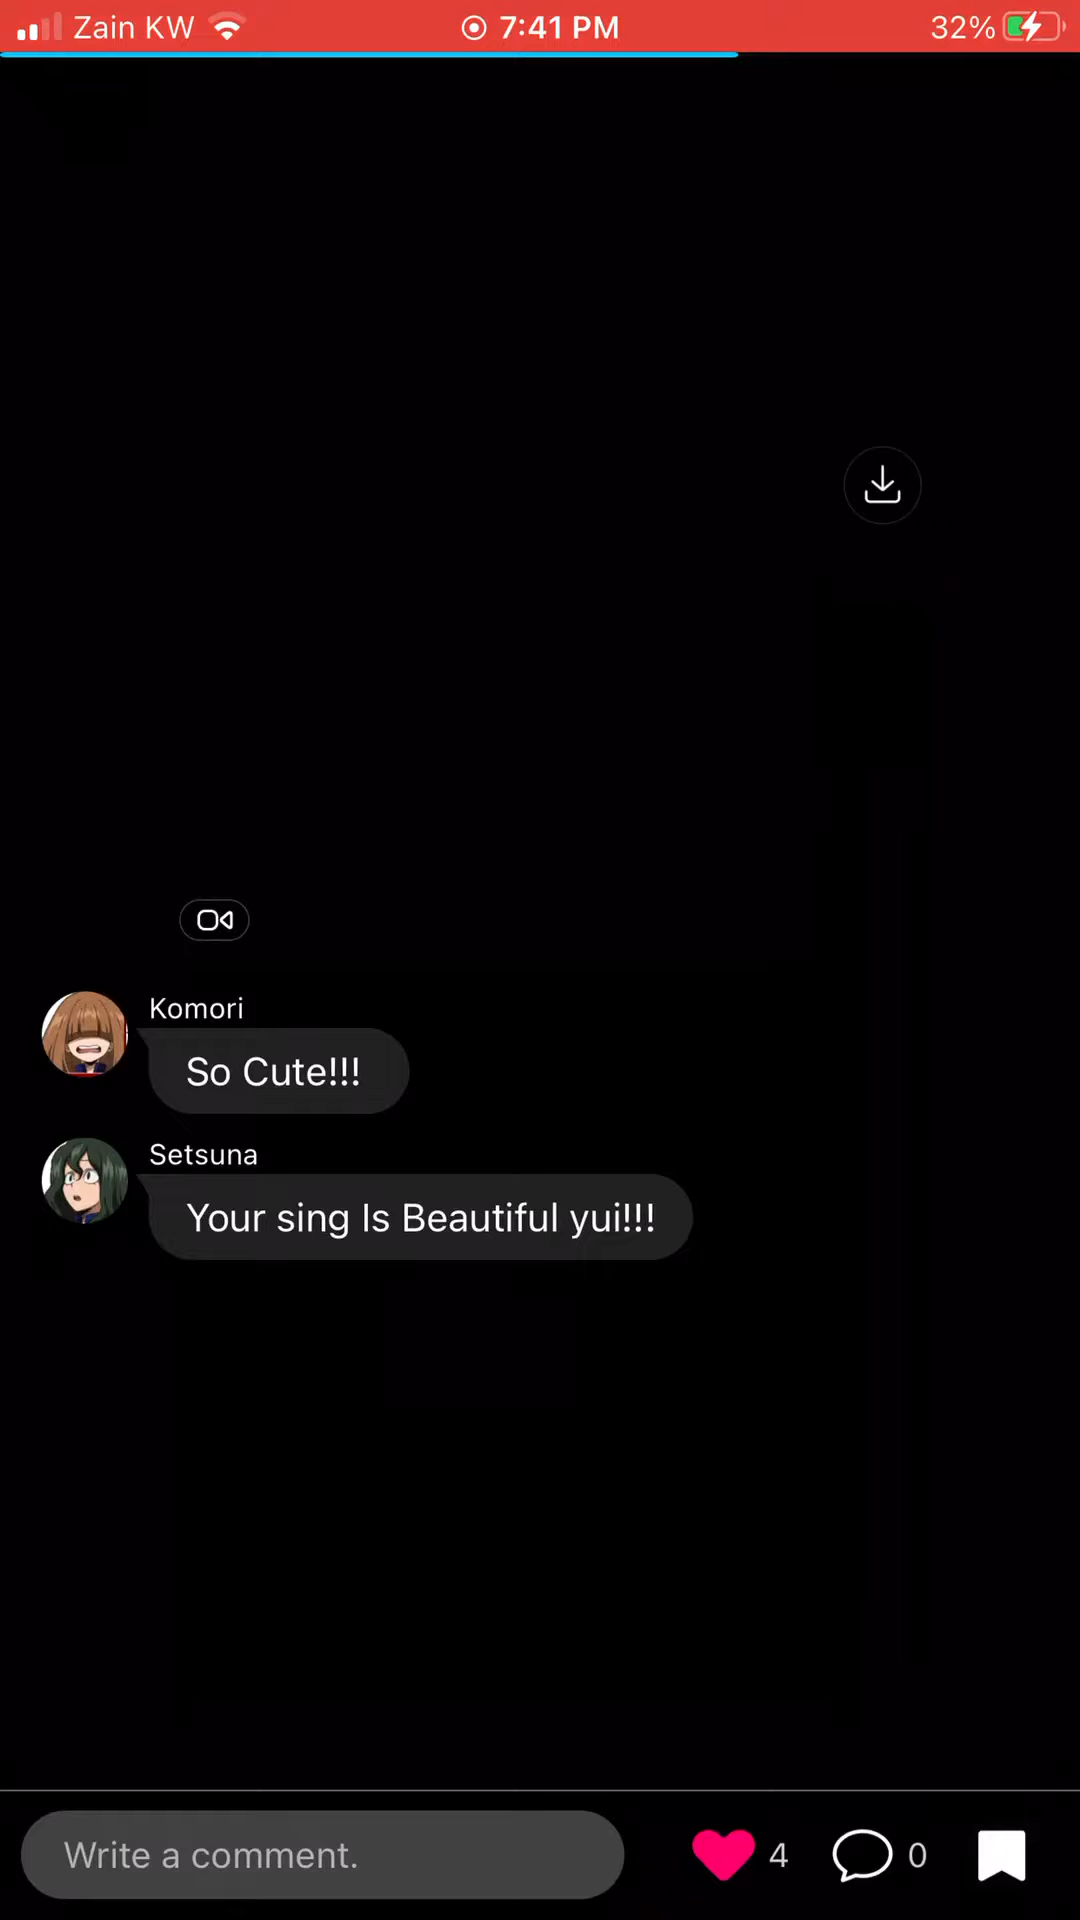 Zain KW 7:41 PM 32%
Komori
So Cute!!!
Setsuna
Your sing Is Beautiful yui!!!
Write a comment. 4 0